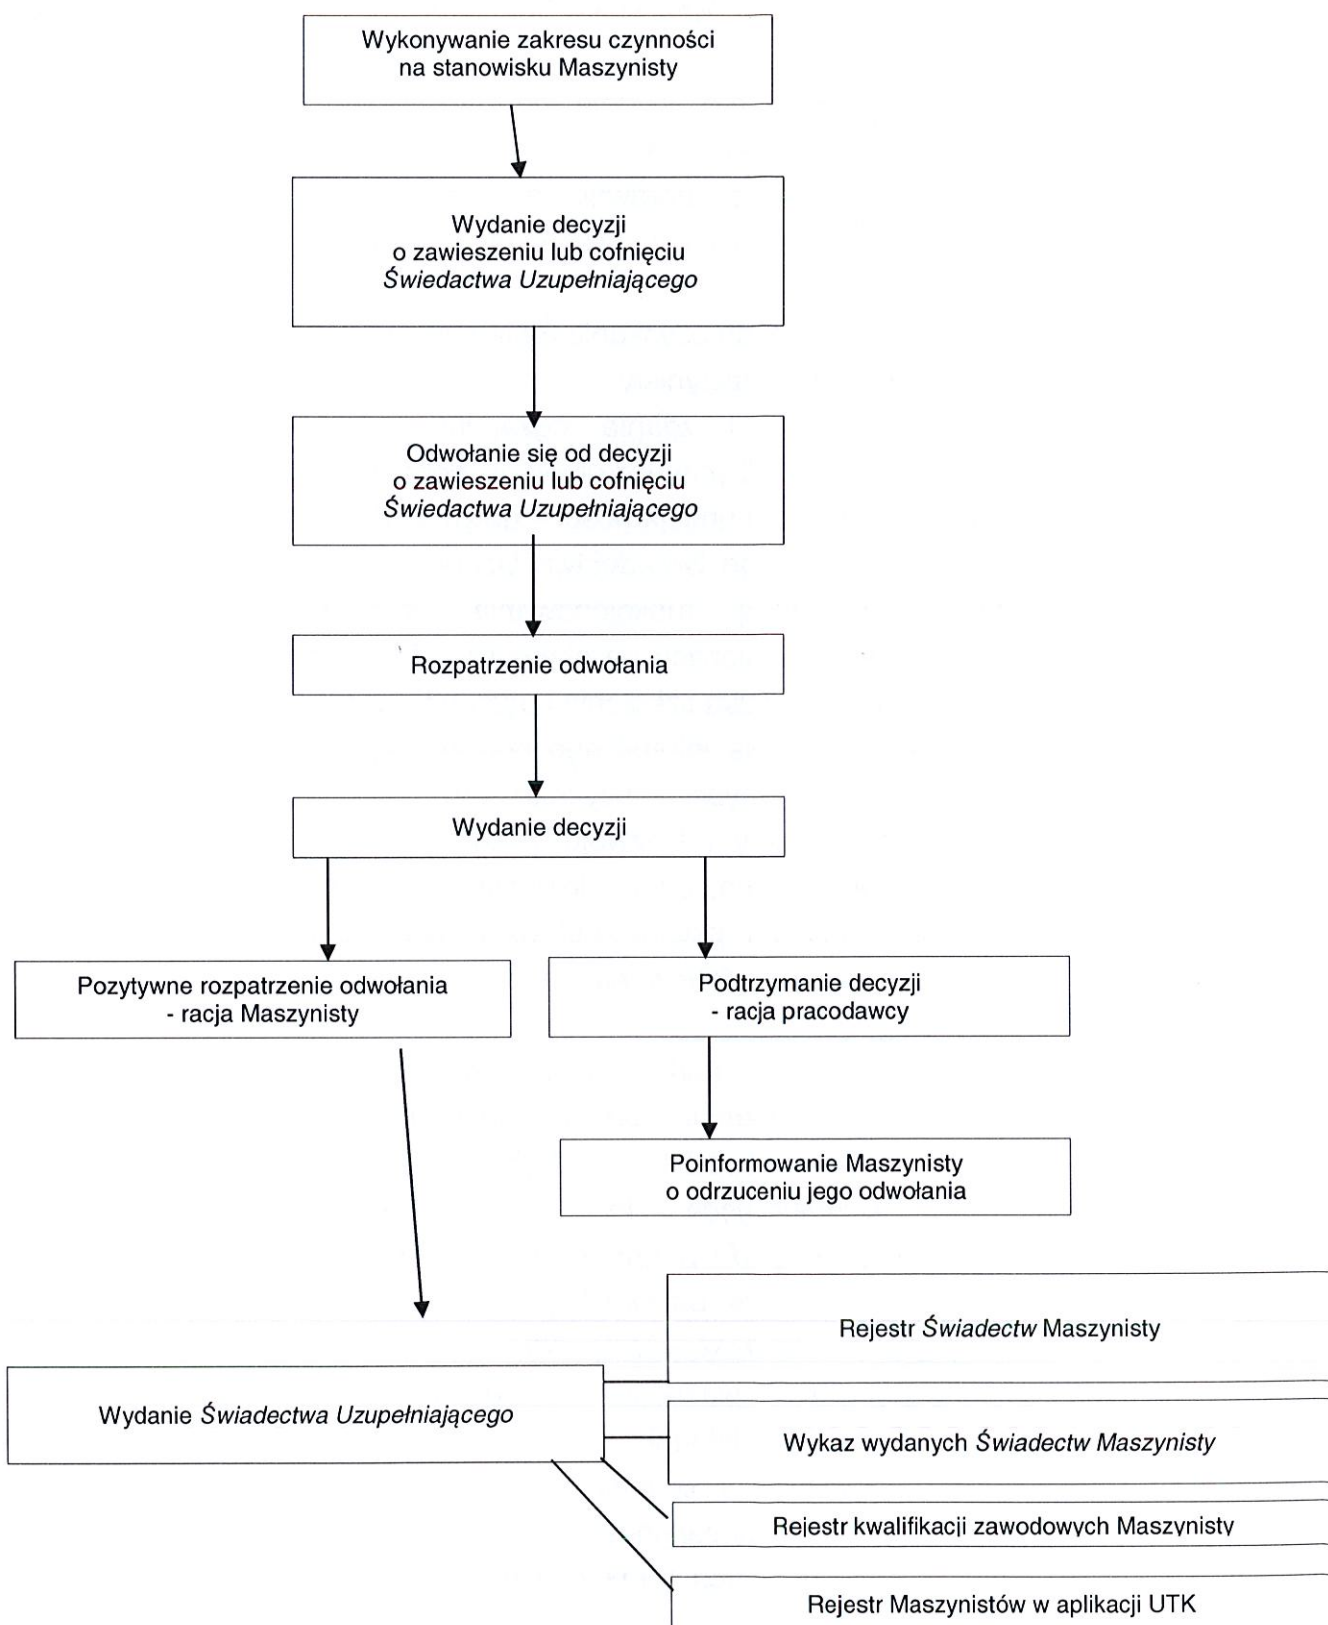 Wykonywanie zakresu czynności
na stanowisku Maszynisty
Wydanie decyzji
o zawieszeniu lub cofnięciu
Świedactwa Uzupełniającego
Odwołanie się od decyzji
o zawieszeniu lub cofnięciu
Świedactwa Uzupełniającego
Rozpatrzenie odwołania
Wydanie decyzji
Pozytywne rozpatrzenie odwołania
- racja Maszynisty
Podtrzymanie decyzji
- racja pracodawcy
Poinformowanie Maszynisty
o odrzuceniu jego odwołania
Rejestr Świadectw Maszynisty
Wydanie Świadectwa Uzupełniającego
Wykaz wydanych Świadectw Maszynisty
Rejestr kwalifikacji zawodowych Maszynisty
Rejestr Maszynistów w aplikacji UTK